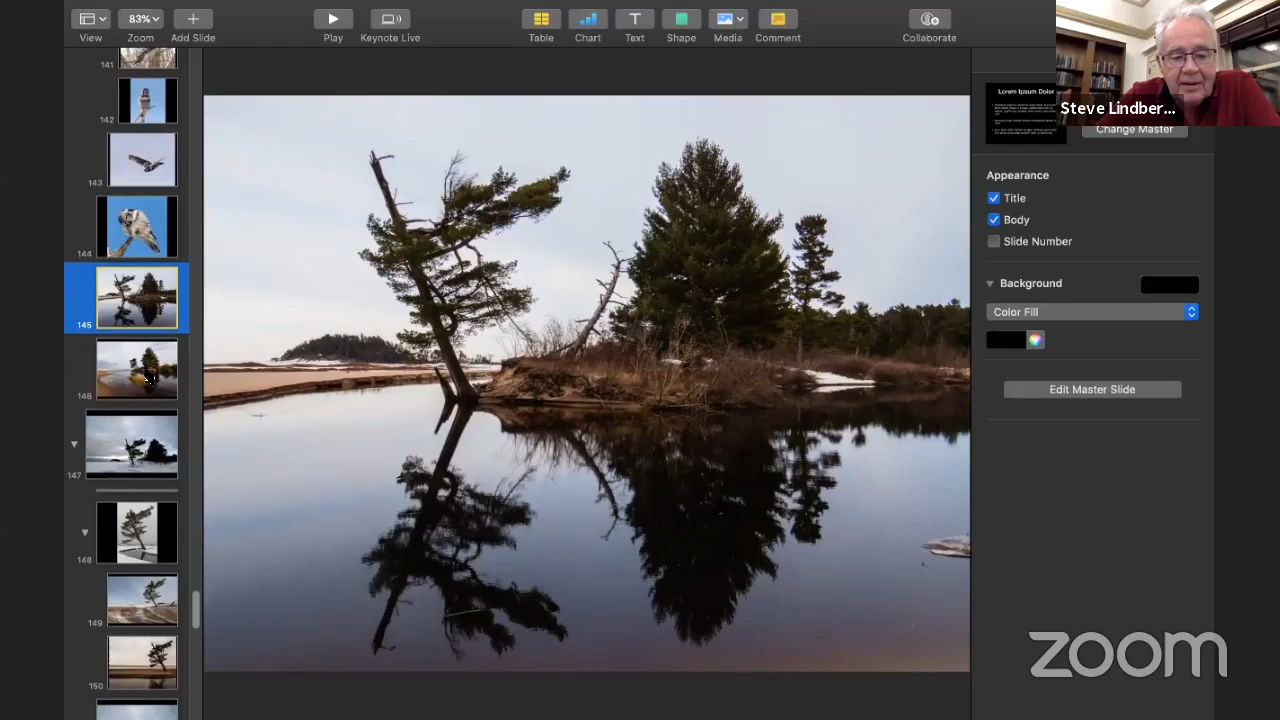 83%
View
Zoom
Add Slide
Play
Keynote Live
Table
Chart
Text
Shape
Media
Comment
Collaborate
Steve Lindber...
Lorem Ipsum Dolor
Change Master
Appearance
Title
Body
Slide Number
Background
Color Fill
Edit Master Slide
141
142
143
144
145
146
147
148
149
150
zoom